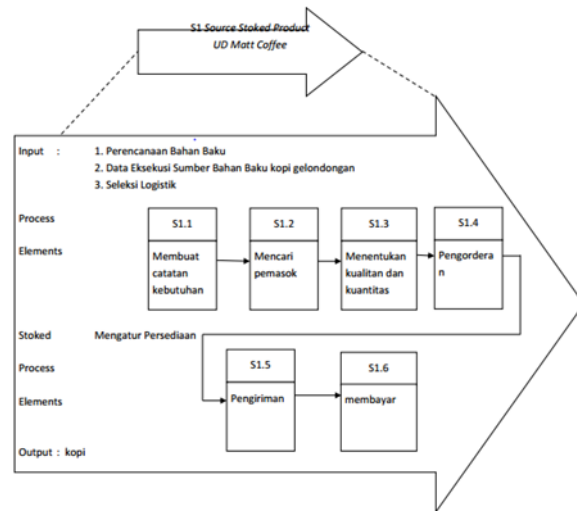 S1 Source Stoked Product
UD Matt Coffee
Input : 1. Perencanaan Bahan Baku
2. Data Eksekusi Sumber Bahan Baku kopi gelondongan
3. Seleksi Logistik
Process
Elements
S1.1
Membuat
catatan
kebutuhan
S1.2
Mencari
pemasok
S1.3
Menentukan
kualitan dan
kuantitas
S1.4
Pengordera
n
Stoked Mengatur Persediaan
Process
Elements
S1.5
Pengiriman
S1.6
membayar
Output : kopi